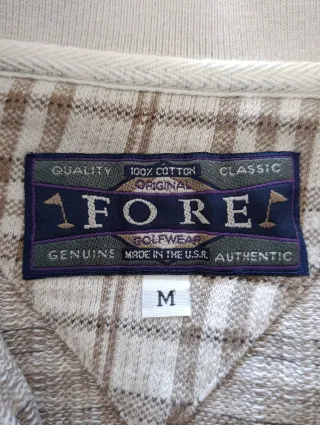 QUALITY 100% COTTON CLASSIC
ORIGINAL
FORE
GOLFWEAR
GENUINE MADE IN THE U.S.A. AUTHENTIC
M